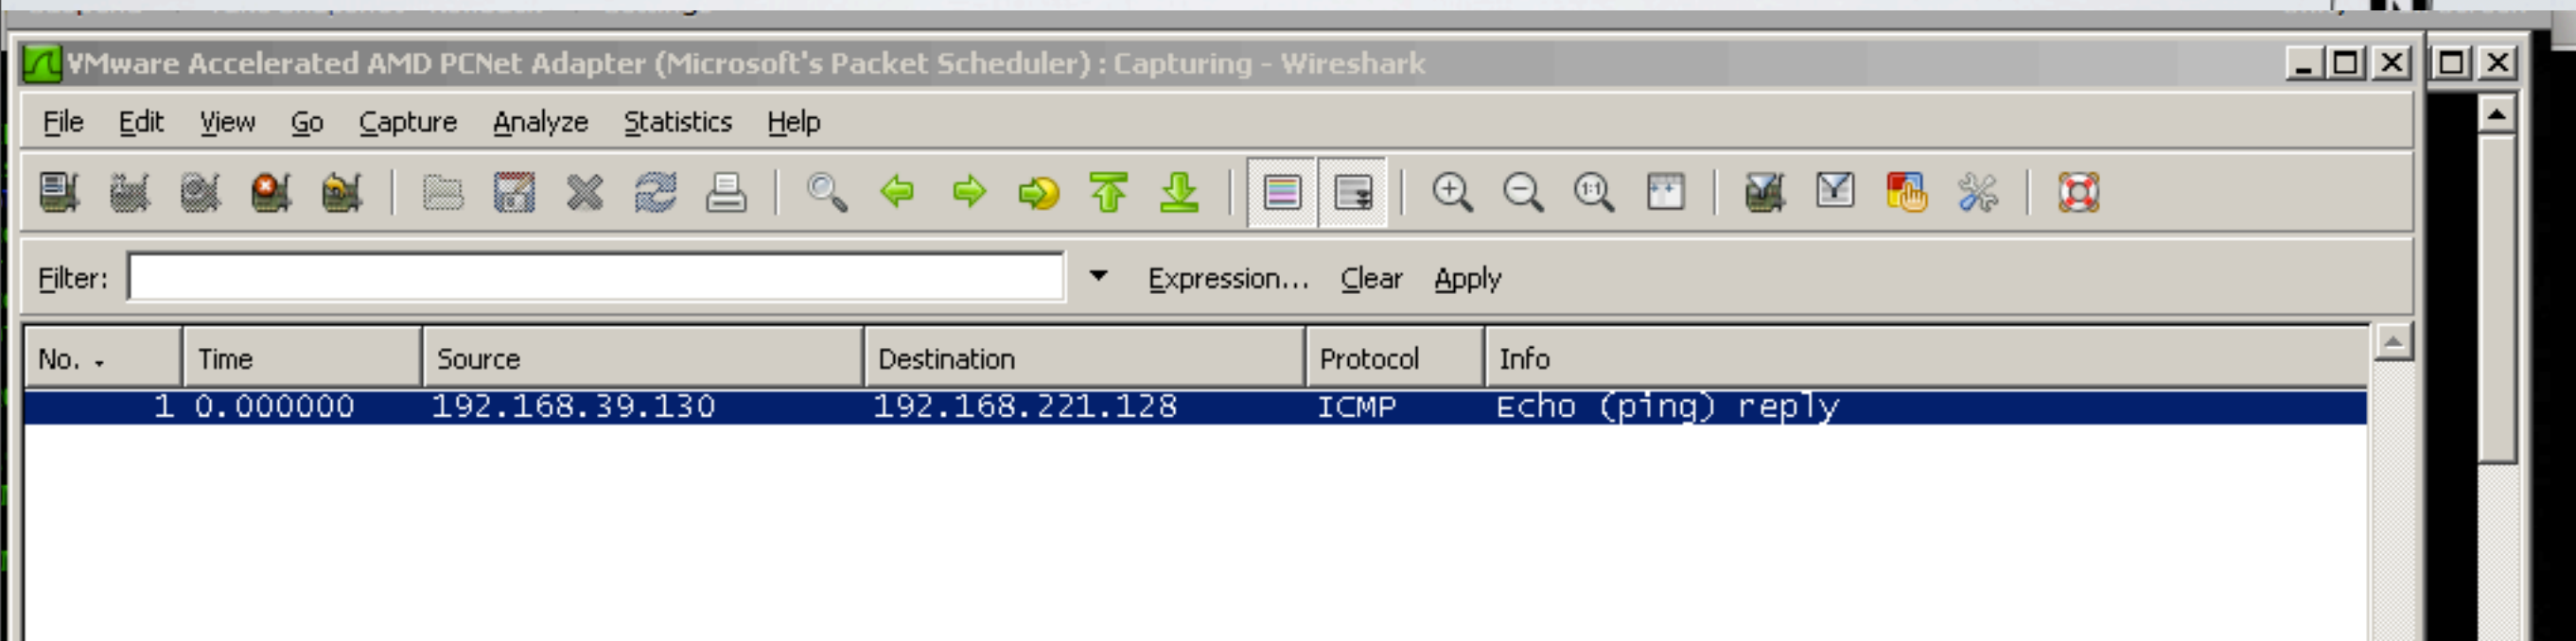 VMware Accelerated AMD PCNet Adapter (Microsoft's Packet Scheduler) : Capturing - Wireshark
File Edit View Go Capture Analyze Statistics Help
Filter: Expression... Clear Apply
No. Time Source Destination Protocol Info
1 0.000000 192.168.39.130 192.168.221.128 ICMP Echo (ping) reply